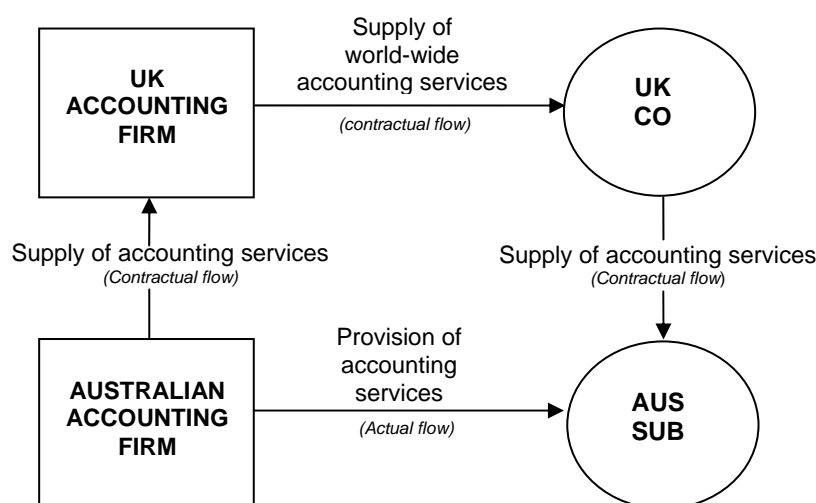 UK
ACCOUNTING
FIRM
Supply of
world-wide
accounting services
(contractual flow)
UK
CO
Supply of accounting services
(Contractual flow)
Supply of accounting services
(Contractual flow)
AUSTRALIAN
ACCOUNTING
FIRM
Provision of
accounting
services
(Actual flow)
AUS
SUB